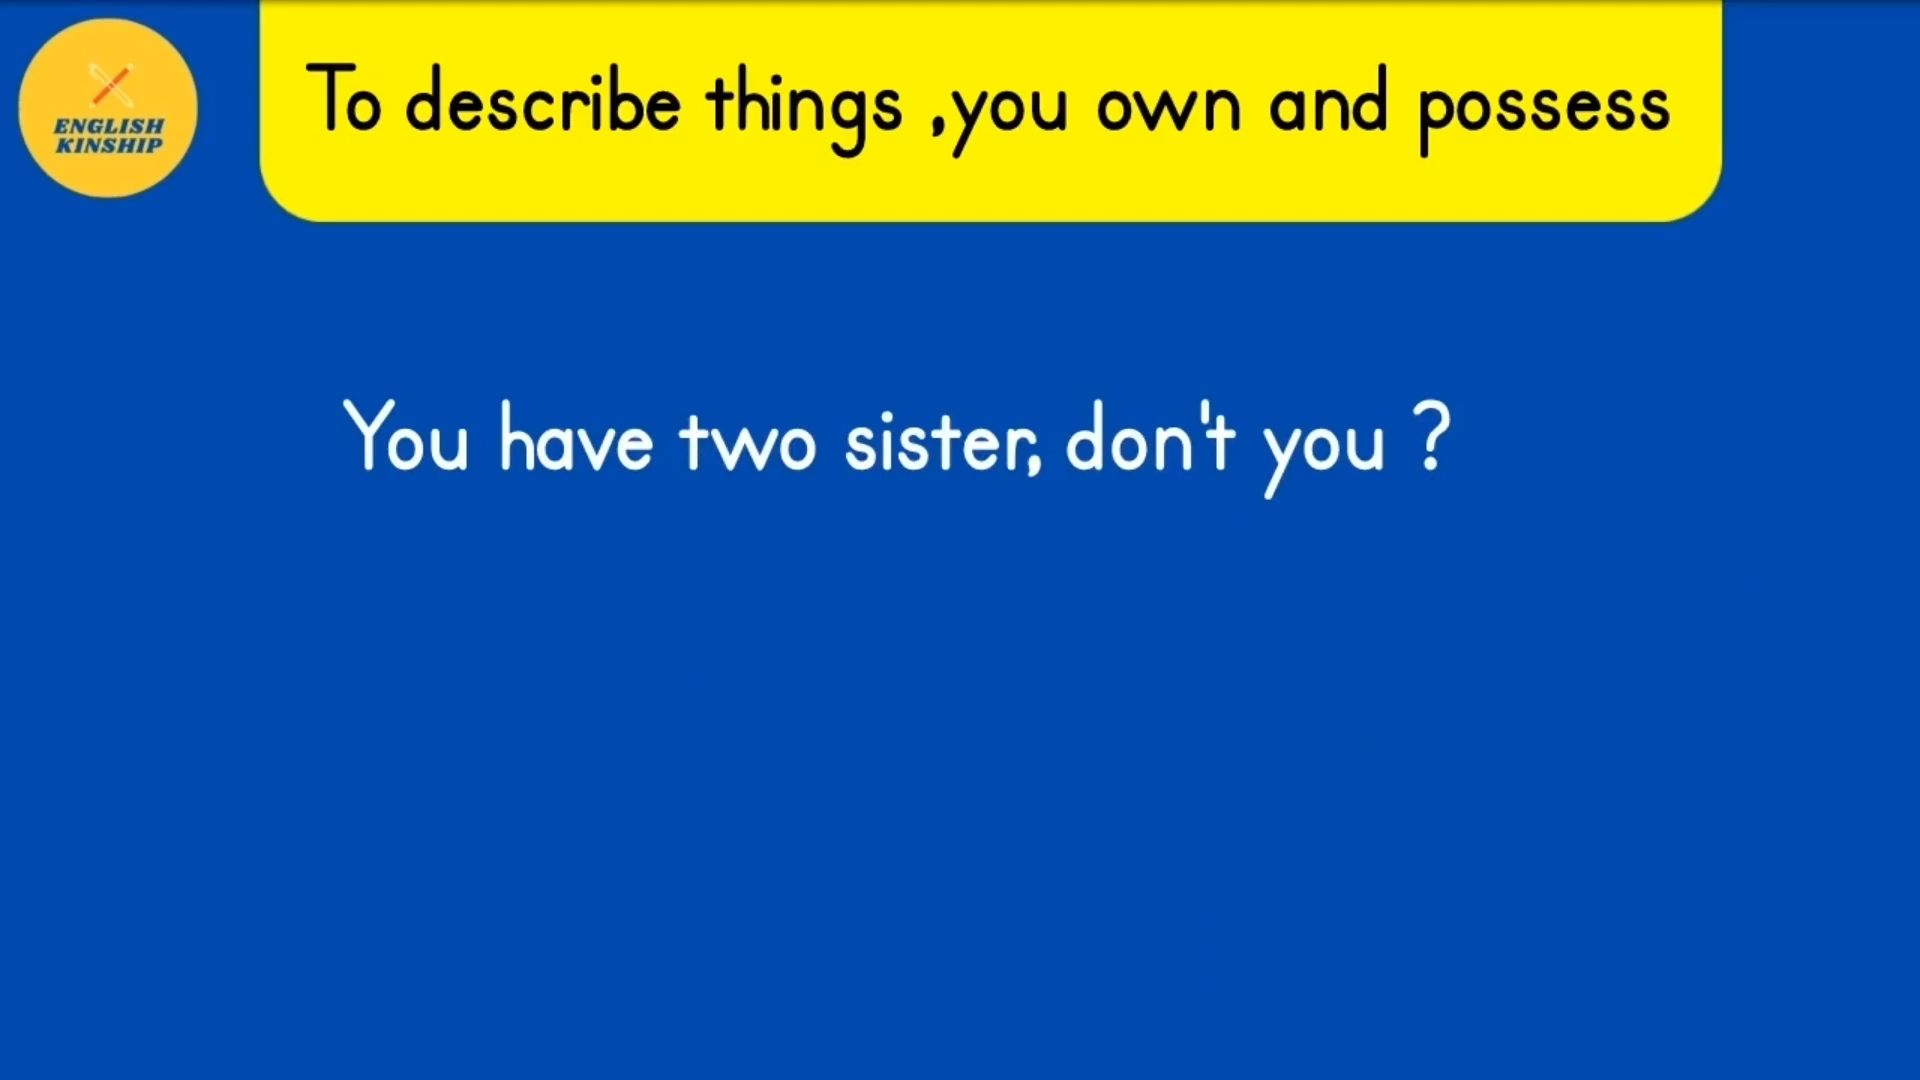 ENGLISH
KINSHIP
To describe things ,you own and possess
You have two sister, don't you ?